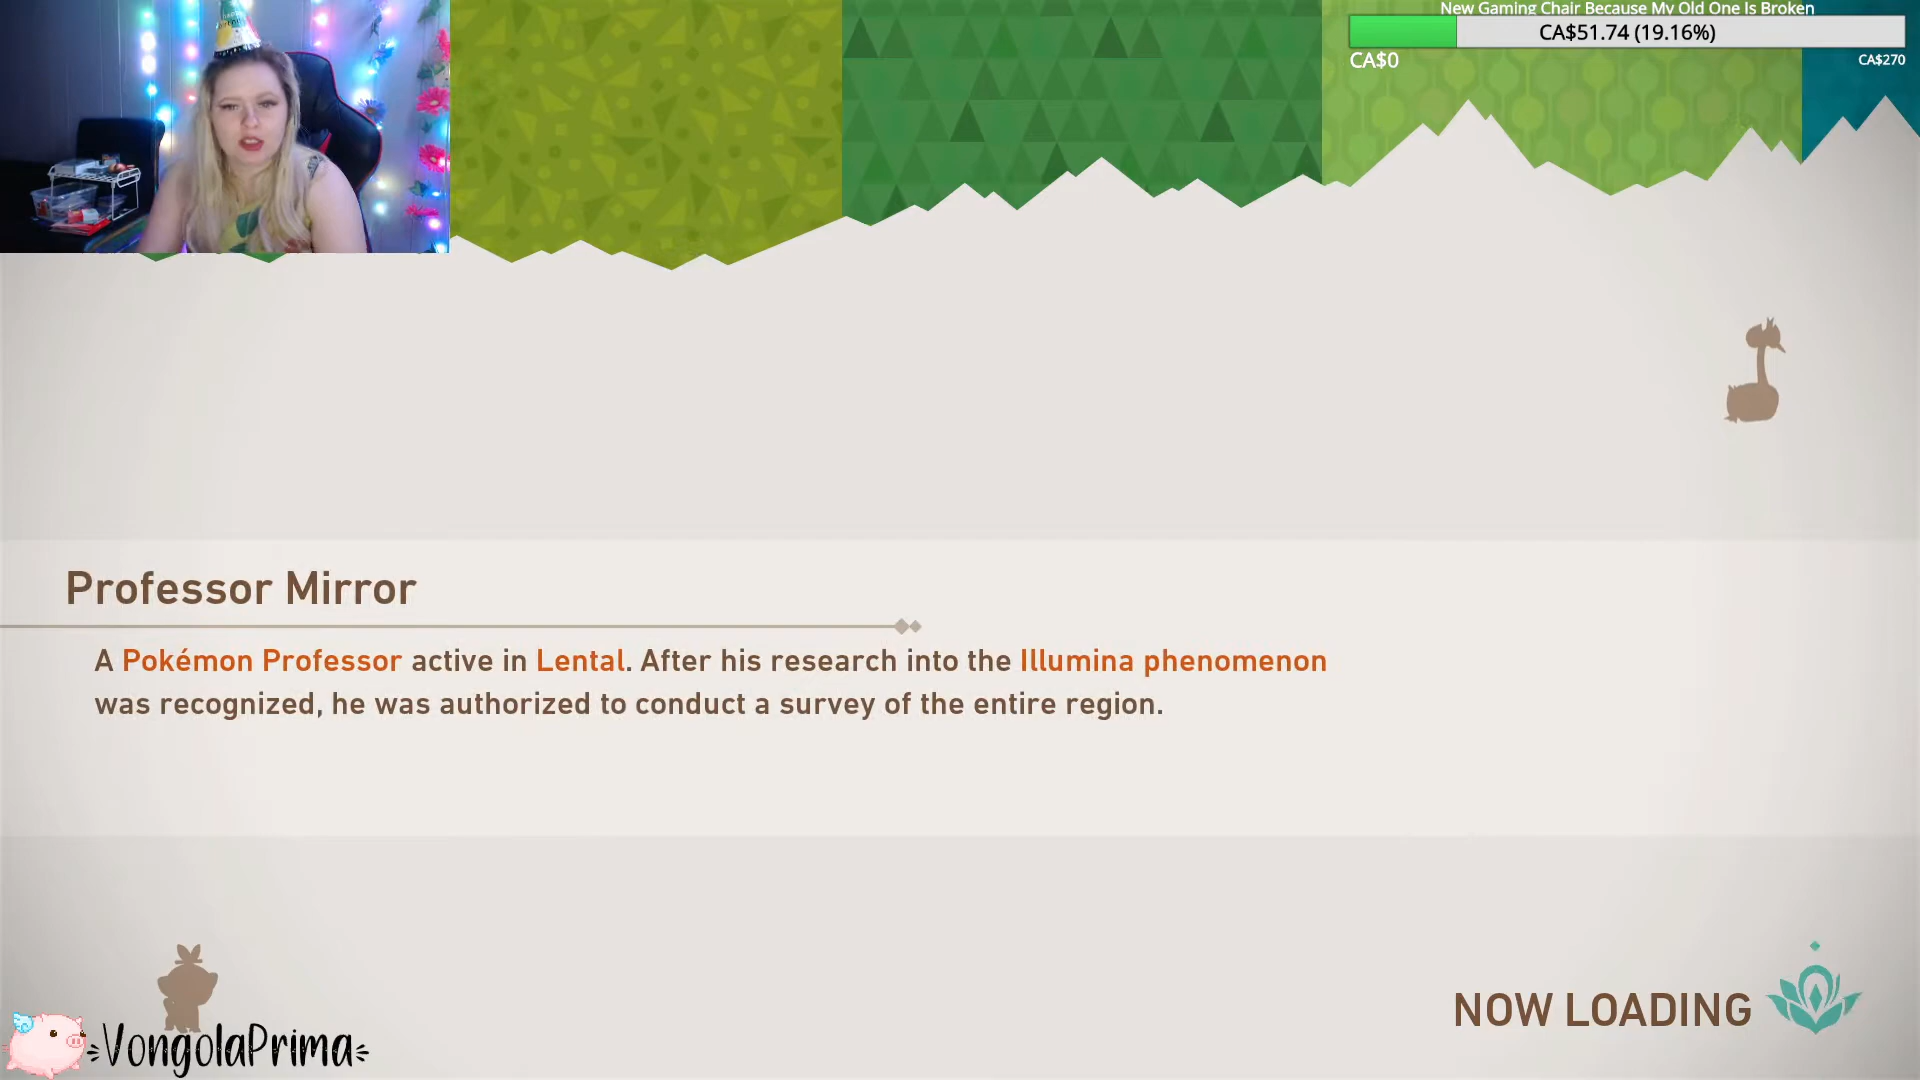 New Gaming Chair Because My Old One Is Broken
CA$51.74 (19.16%)
CA$0
CA$270
Professor Mirror
A Pokémon Professor active in Lental. After his research into the Illumina phenomenon
was recognized, he was authorized to conduct a survey of the entire region.
NOW LOADING
VongolaPrima